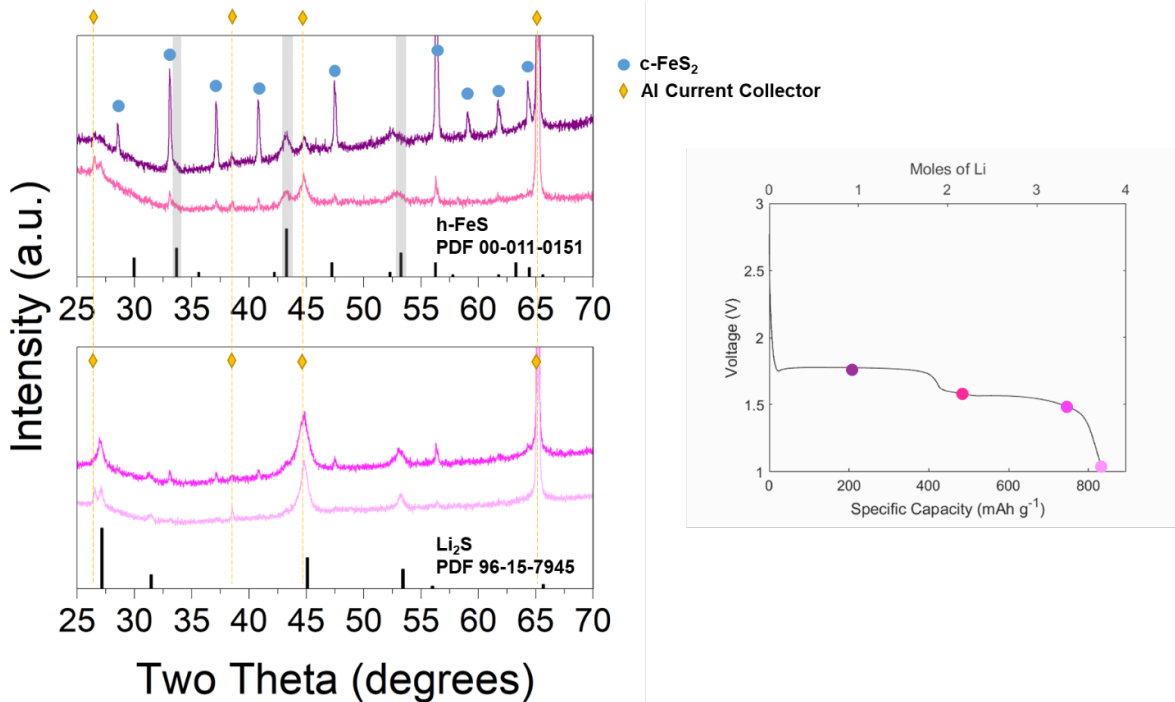 c-FeS₂
Al Current Collector
Intensity (a.u.)
h-FeS
PDF 00-011-0151
25 30 35 40 45 50 55 60 65 70
Li₂S
PDF 96-15-7945
25 30 35 40 45 50 55 60 65 70
Two Theta (degrees)
Moles of Li
0 1 2 3 4
Voltage (V)
3
2.5
2
1.5
1
0 200 400 600 800
Specific Capacity (mAh g⁻¹)